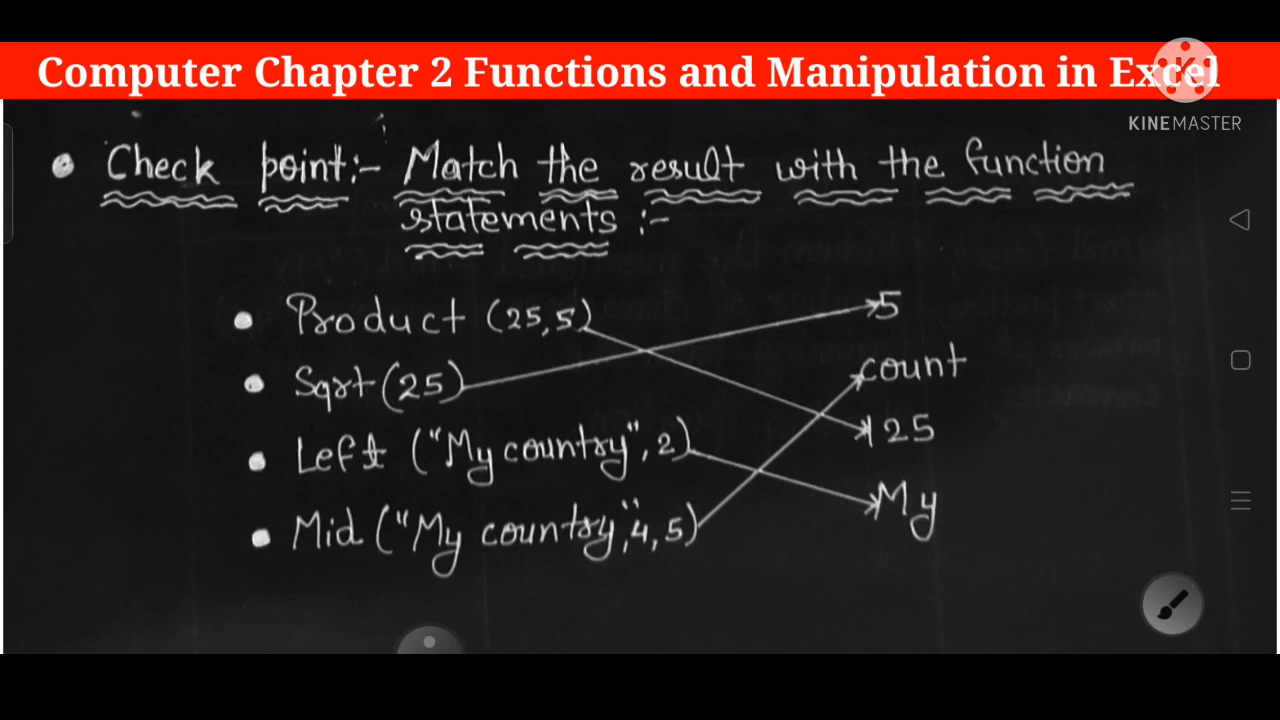 Computer Chapter 2 Functions and Manipulation in Excel
KINEMASTER
Check point:- Match the result with the function
statements :-
Product (25,5) 5
Sqrt (25) count
Left ("My country", 2) 125
Mid ("My country", 4, 5) My